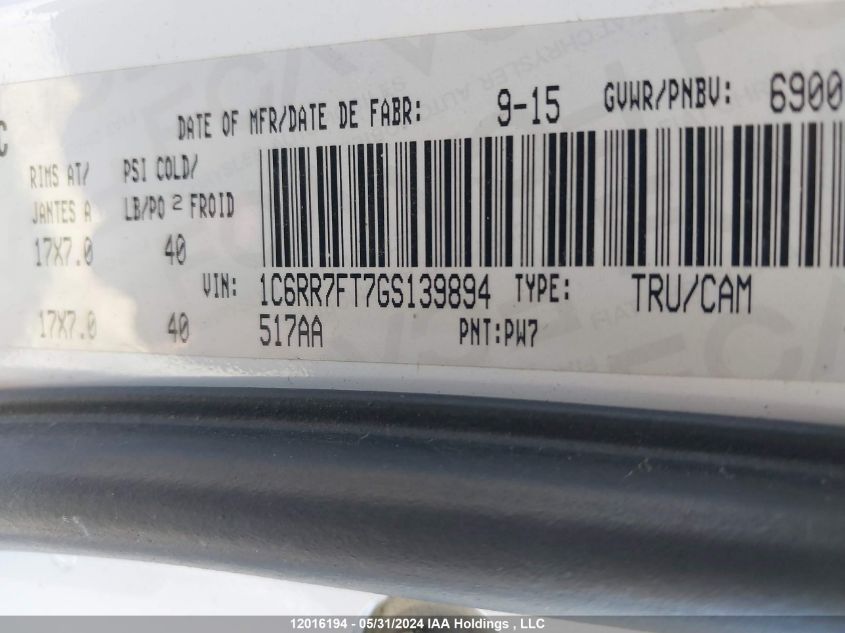 C
DATE OF MFR/DATE DE FABR: 9-15 GVWR/PNBV: 6900
RIMS AT/ PSI COLD/
JANTES A LB/PO 2 FROID
17X7.0 40
VIN: 1C6RR7FT7GS139894 TYPE: TRU/CAM
17X7.0 40 517AA PNT:PW7
12016194 - 05/31/2024 IAA Holdings , LLC